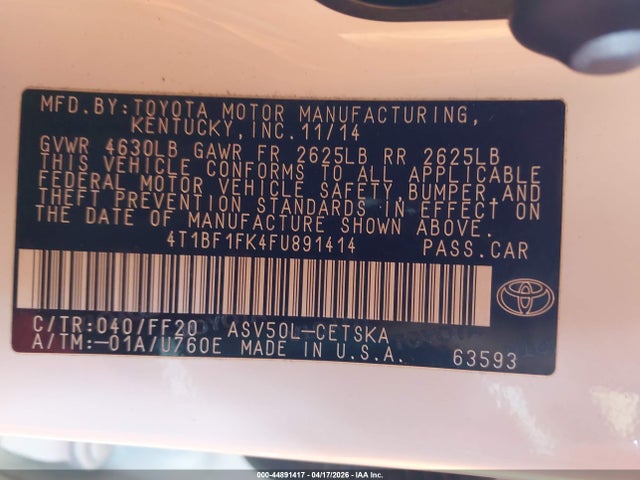 MFD.BY:TOYOTA MOTOR MANUFACTURING,
KENTUCKY,INC.11/14
GVWR 4630LB GAWR FR 2625LB RR 2625LB
THIS VEHICLE CONFORMS TO ALL APPLICABLE
FEDERAL MOTOR VEHICLE SAFETY,BUMPER,AND
THEFT PREVENTION STANDARDS IN EFFECT ON
THE DATE OF MANUFACTURE SHOWN ABOVE.
4T1BF1FK4FU891414 PASS.CAR
C/TR:040/FF20 ASV50L-CETSKA
A/TM:-01A/U760E MADE IN U.S.A. 63593
000-44891417 | 04/17/2026 | IAA Inc.